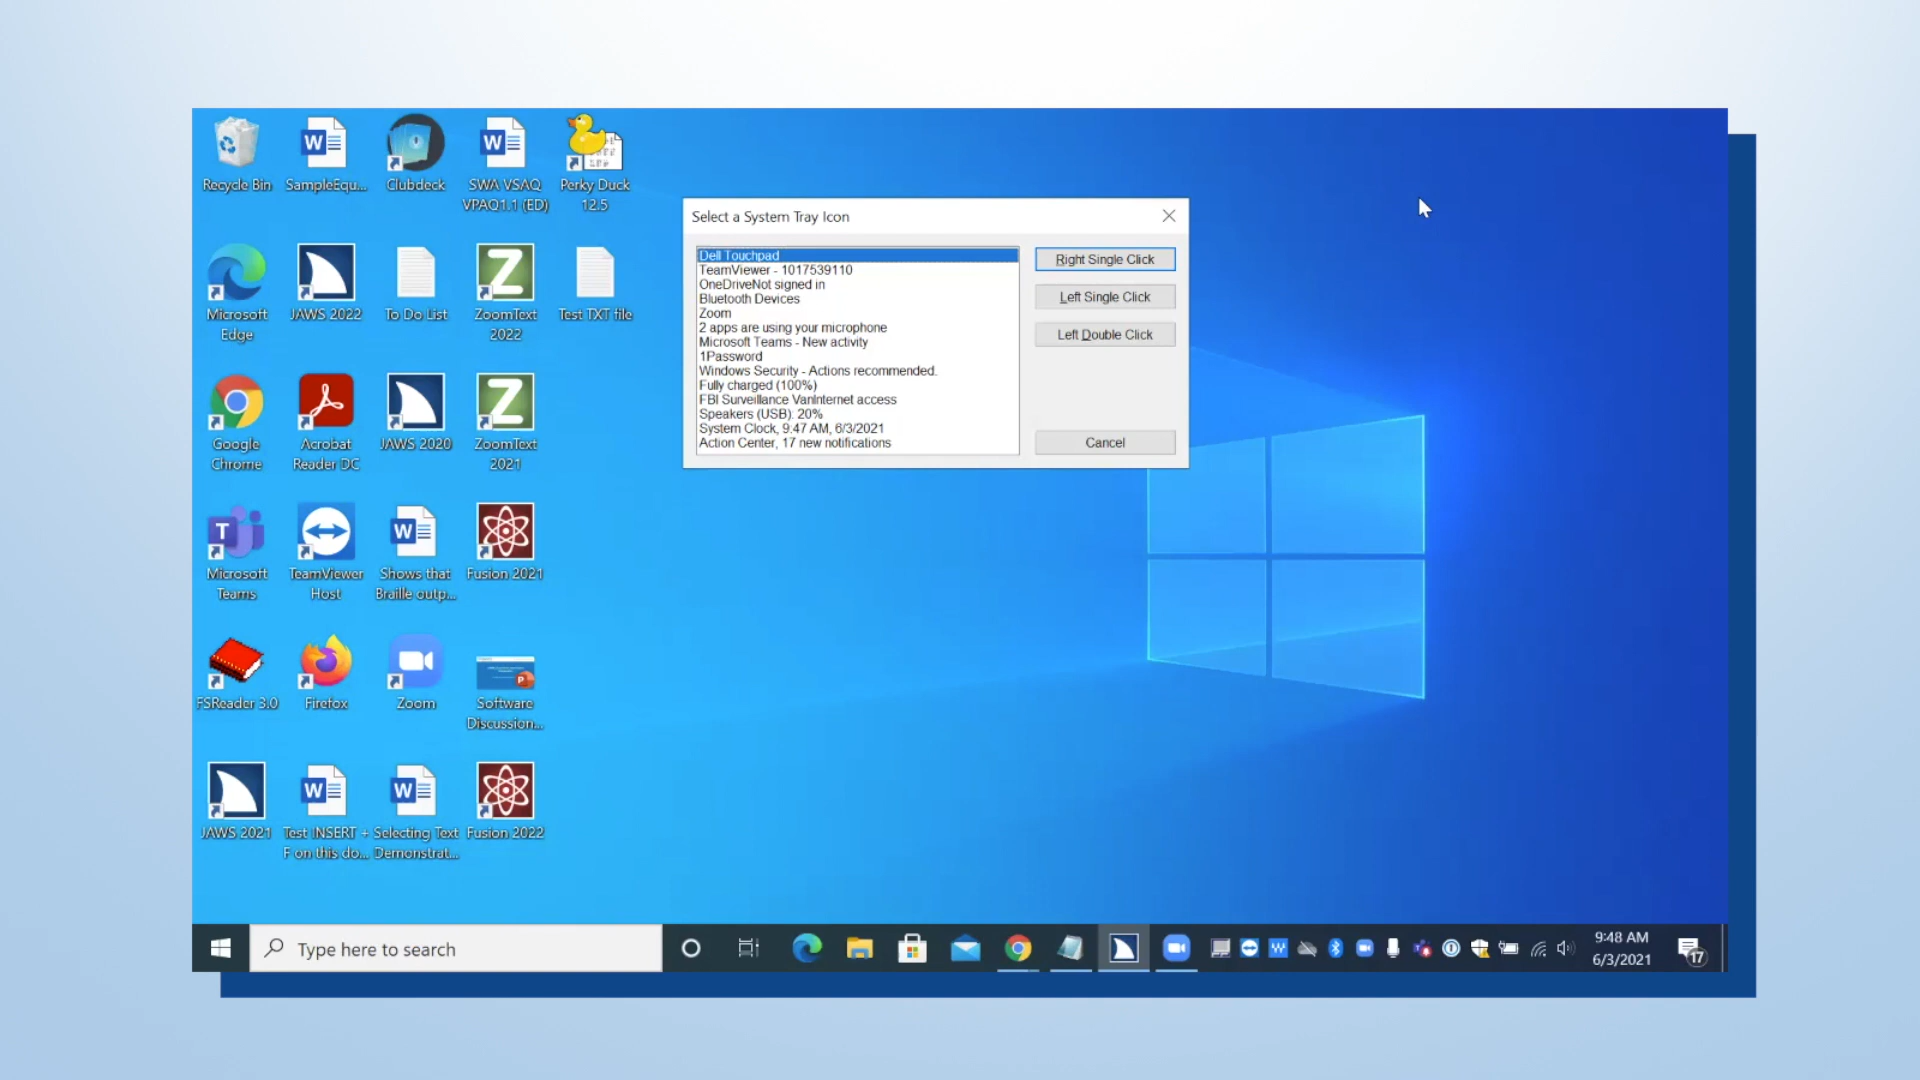 Recycle Bin
SampleEqu...
Clubdeck
SWA VSAQ
VPAQ1.1 (ED)
Perky Duck
12.5
Microsoft
Edge
JAWS 2022
To Do List
ZoomText
2022
Test TXT file
Google
Chrome
Acrobat
Reader DC
JAWS 2020
ZoomText
2021
Microsoft
Teams
TeamViewer
Host
Shows that
Braille outp...
Fusion 2021
FSReader 3.0
Firefox
Zoom
Software
Discussion...
JAWS 2021
Test INSERT +
F on this do...
Selecting Text
Demonstrat...
Fusion 2022
Select a System Tray Icon
Dell Touchpad
TeamViewer - 1017539110
OneDriveNot signed in
Bluetooth Devices
Zoom
2 apps are using your microphone
Microsoft Teams - New activity
1Password
Windows Security - Actions recommended.
Fully charged (100%)
FBI Surveillance VanInternet access
Speakers (USB): 20%
System Clock, 9:47 AM, 6/3/2021
Action Center, 17 new notifications
Right Single Click
Left Single Click
Left Double Click
Cancel
Type here to search
9:48 AM
6/3/2021
17